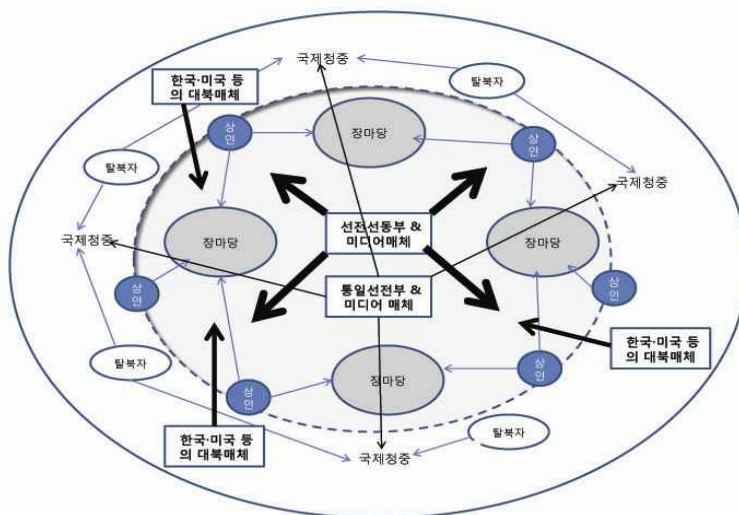 국제청중
한국·미국 등
의 대북매체
탈북자
상
인
장마당
상
인
탈북자
국제청중
국제청중
장마당
선전선동부 &
미디어매체
장마당
통일선전부 &
미디어 매체
상
인
상
인
탈북자
한국·미국 등
의 대북매체
장마당
상
인
상
인
한국·미국 등
의 대북매체
탈북자
국제청중